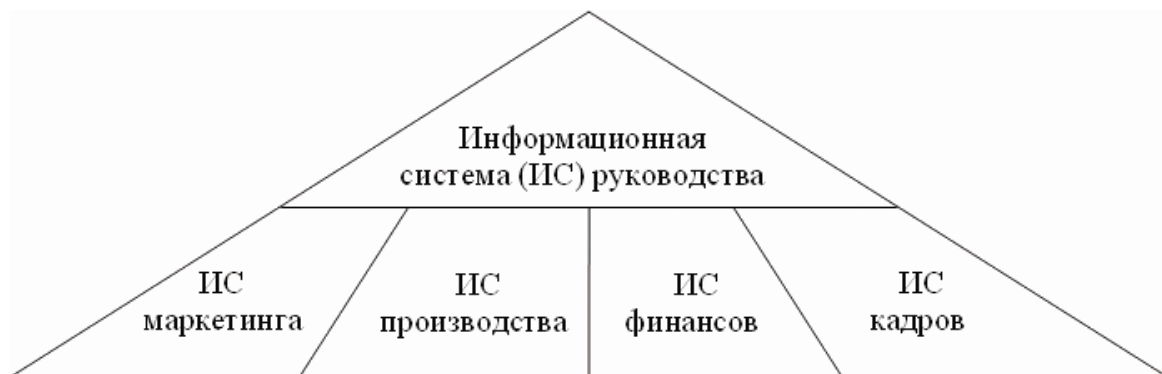 Информационная
система (ИС) руководства
ИС
маркетинга
ИС
производства
ИС
финансов
ИС
кадров